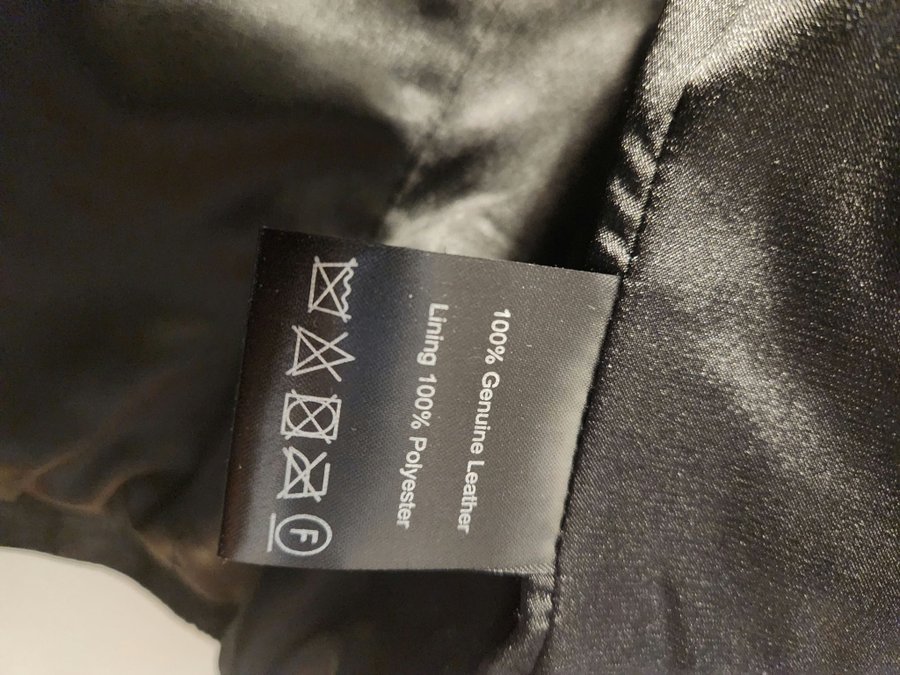 100% Genuine Leather
Lining 100% Polyester
F